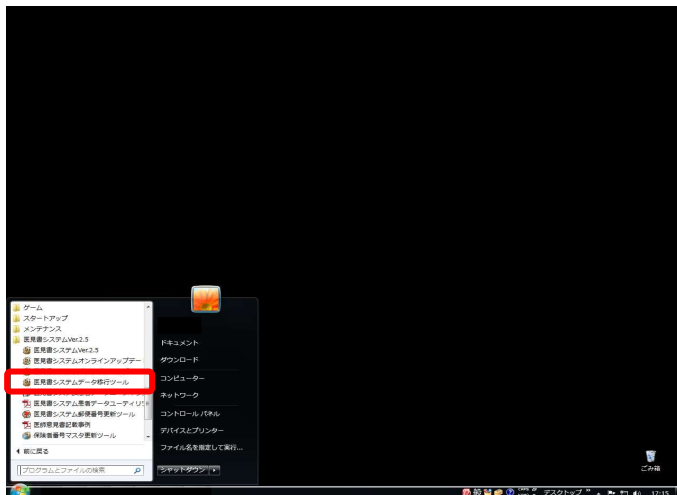 ゲーム
スタートアップ
メンテナンス
医見書システムVer.2.5
医見書システムVer.2.5
医見書システムオンラインアップデー
医見書システムデータ移行ツール
医見書システム患者データユーティリ
医見書システム郵便番号更新ツール
医師意見書記載事例
保険者番号マスタ更新ツール
前に戻る
プログラムとファイルの検索
ドキュメント
ダウンロード
コンピューター
ネットワーク
コントロール パネル
デバイスとプリンター
ファイル名を指定して実行...
シャットダウン
ごみ箱
デスクトップ
17:15